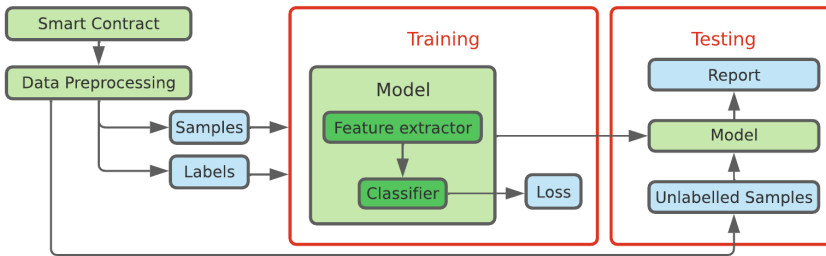 Smart Contract
Data Preprocessing
Samples
Labels
Training
Model
Feature extractor
Classifier
Loss
Testing
Report
Model
Unlabelled Samples